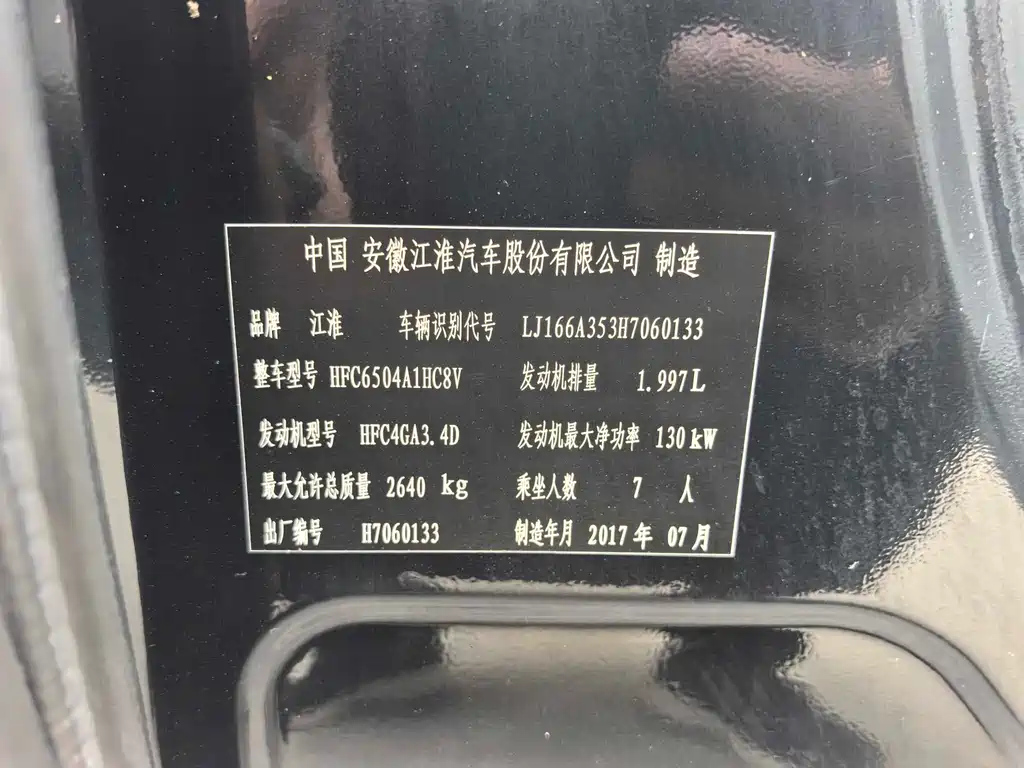 中国 安徽江淮汽车股份有限公司 制造
品牌 江淮 车辆识别代号 LJ166A353H7060133
整车型号 HFC6504A1HC8V 发动机排量 1.997L
发动机型号 HFC4GA3.4D 发动机最大净功率 130kW
最大允许总质量 2640 kg 乘坐人数 7 人
出厂编号 H7060133 制造年月 2017年 07月